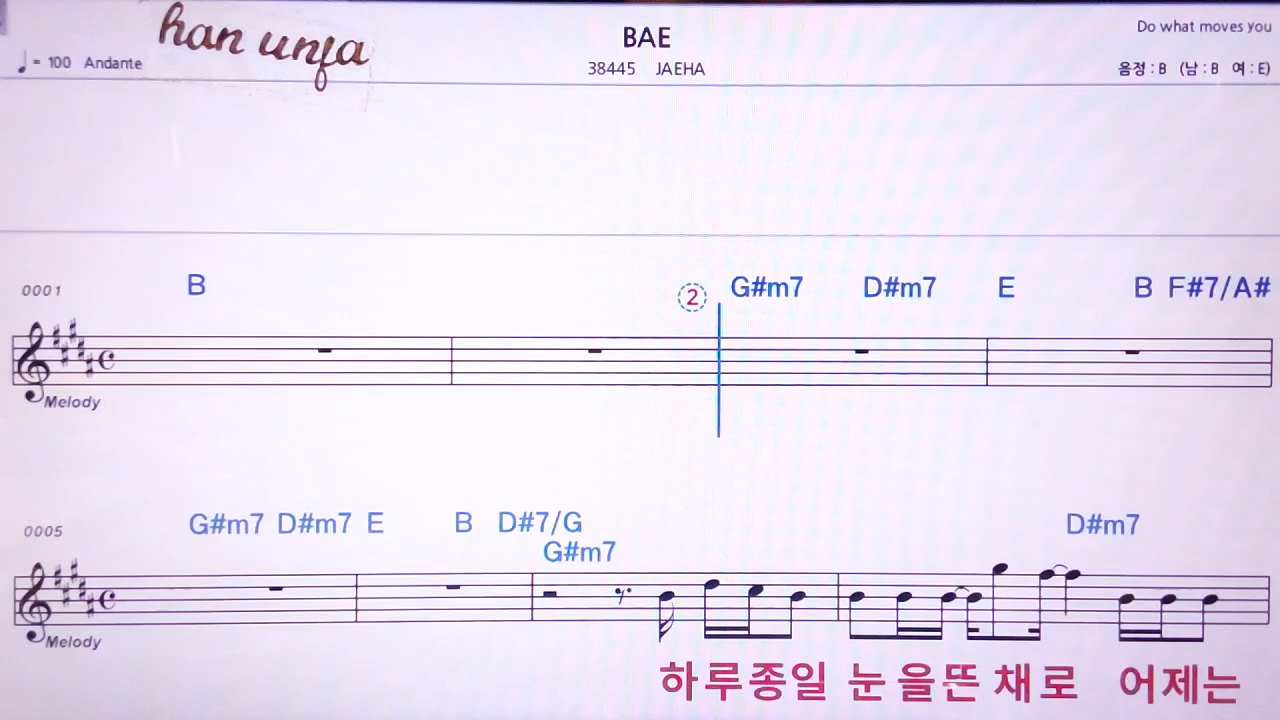 han unja
BAE
Do what moves you
♩ = 100 Andante
38445 JAEHA
음정 : B (남 : B 여 : E)
0001 B ② G#m7 D#m7 E B F#7/A#
Melody
0005 G#m7 D#m7 E B D#7/G D#m7
G#m7
Melody
하루종일 눈을뜬 채로 어제는